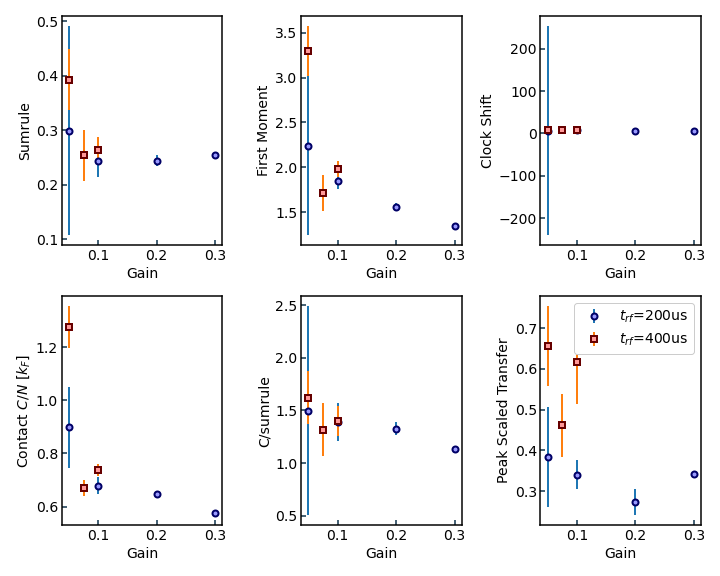 Sumrule
0.5
0.4
0.3
0.2
0.1
0.1 0.2 0.3
Gain
First Moment
3.5
3.0
2.5
2.0
1.5
0.1 0.2 0.3
Gain
Clock Shift
200
100
0
−100
−200
0.1 0.2 0.3
Gain
Contact C/N [k_F]
1.2
1.0
0.8
0.6
0.1 0.2 0.3
Gain
C/sumrule
2.5
2.0
1.5
1.0
0.5
0.1 0.2 0.3
Gain
Peak Scaled Transfer
0.7
0.6
0.5
0.4
0.3
0.1 0.2 0.3
Gain
t_rf=200us
t_rf=400us